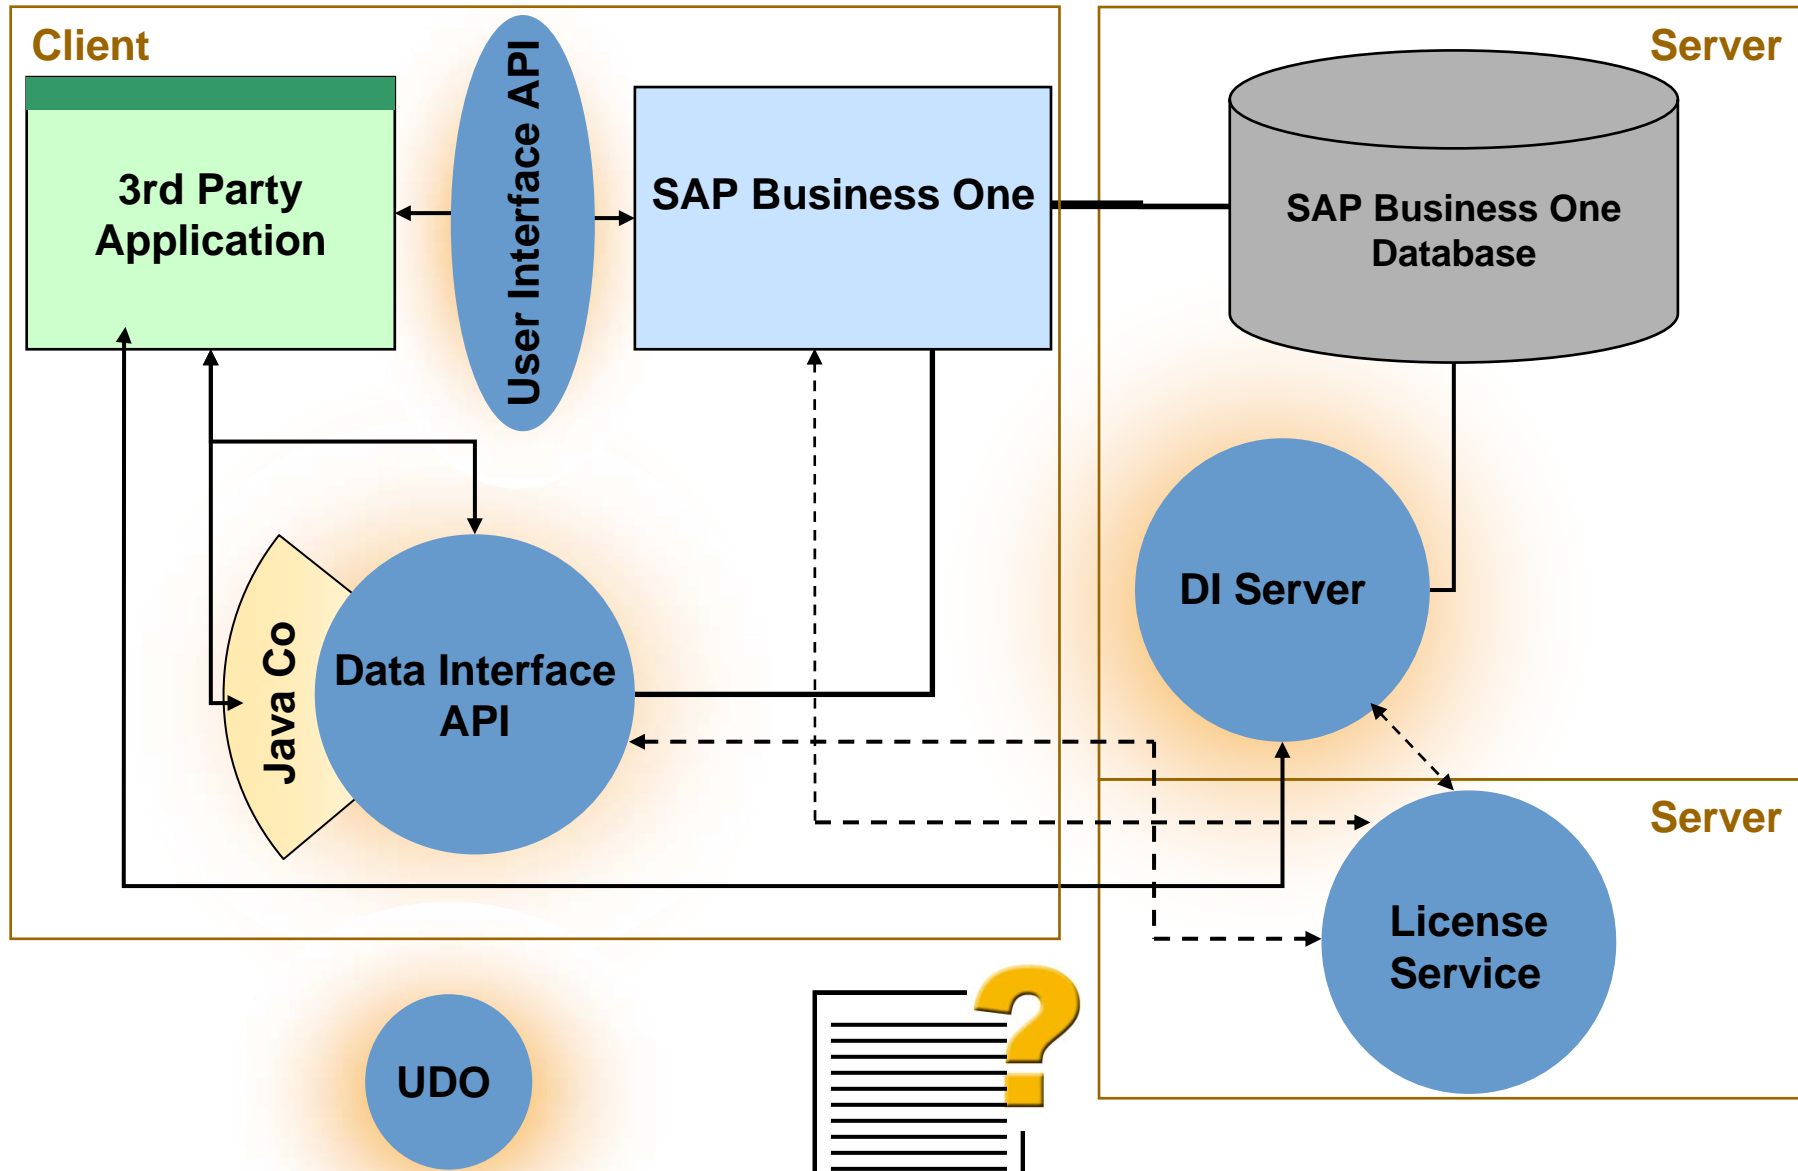 Client
Server
User Interface API
3rd Party
Application
SAP Business One
SAP Business One
Database
DI Server
Java Co
Data Interface
API
Server
License
Service
UDO
?